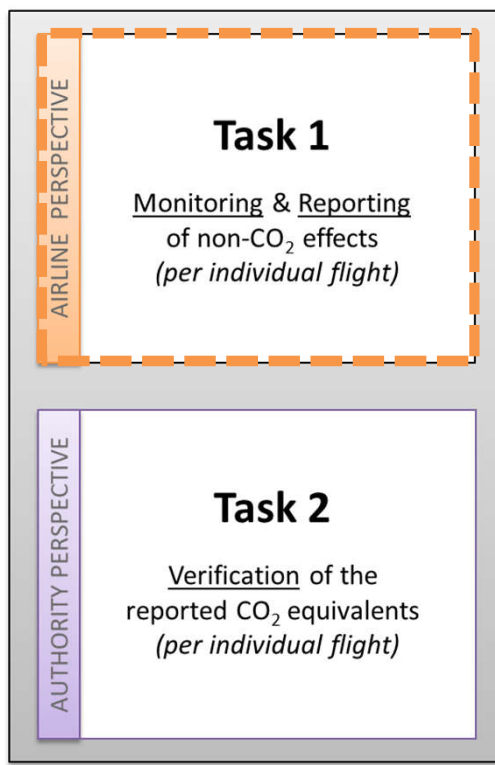 AIRLINE PERSPECTIVE
Task 1
Monitoring & Reporting
of non-CO₂ effects
(per individual flight)
AUTHORITY PERSPECTIVE
Task 2
Verification of the
reported CO₂ equivalents
(per individual flight)